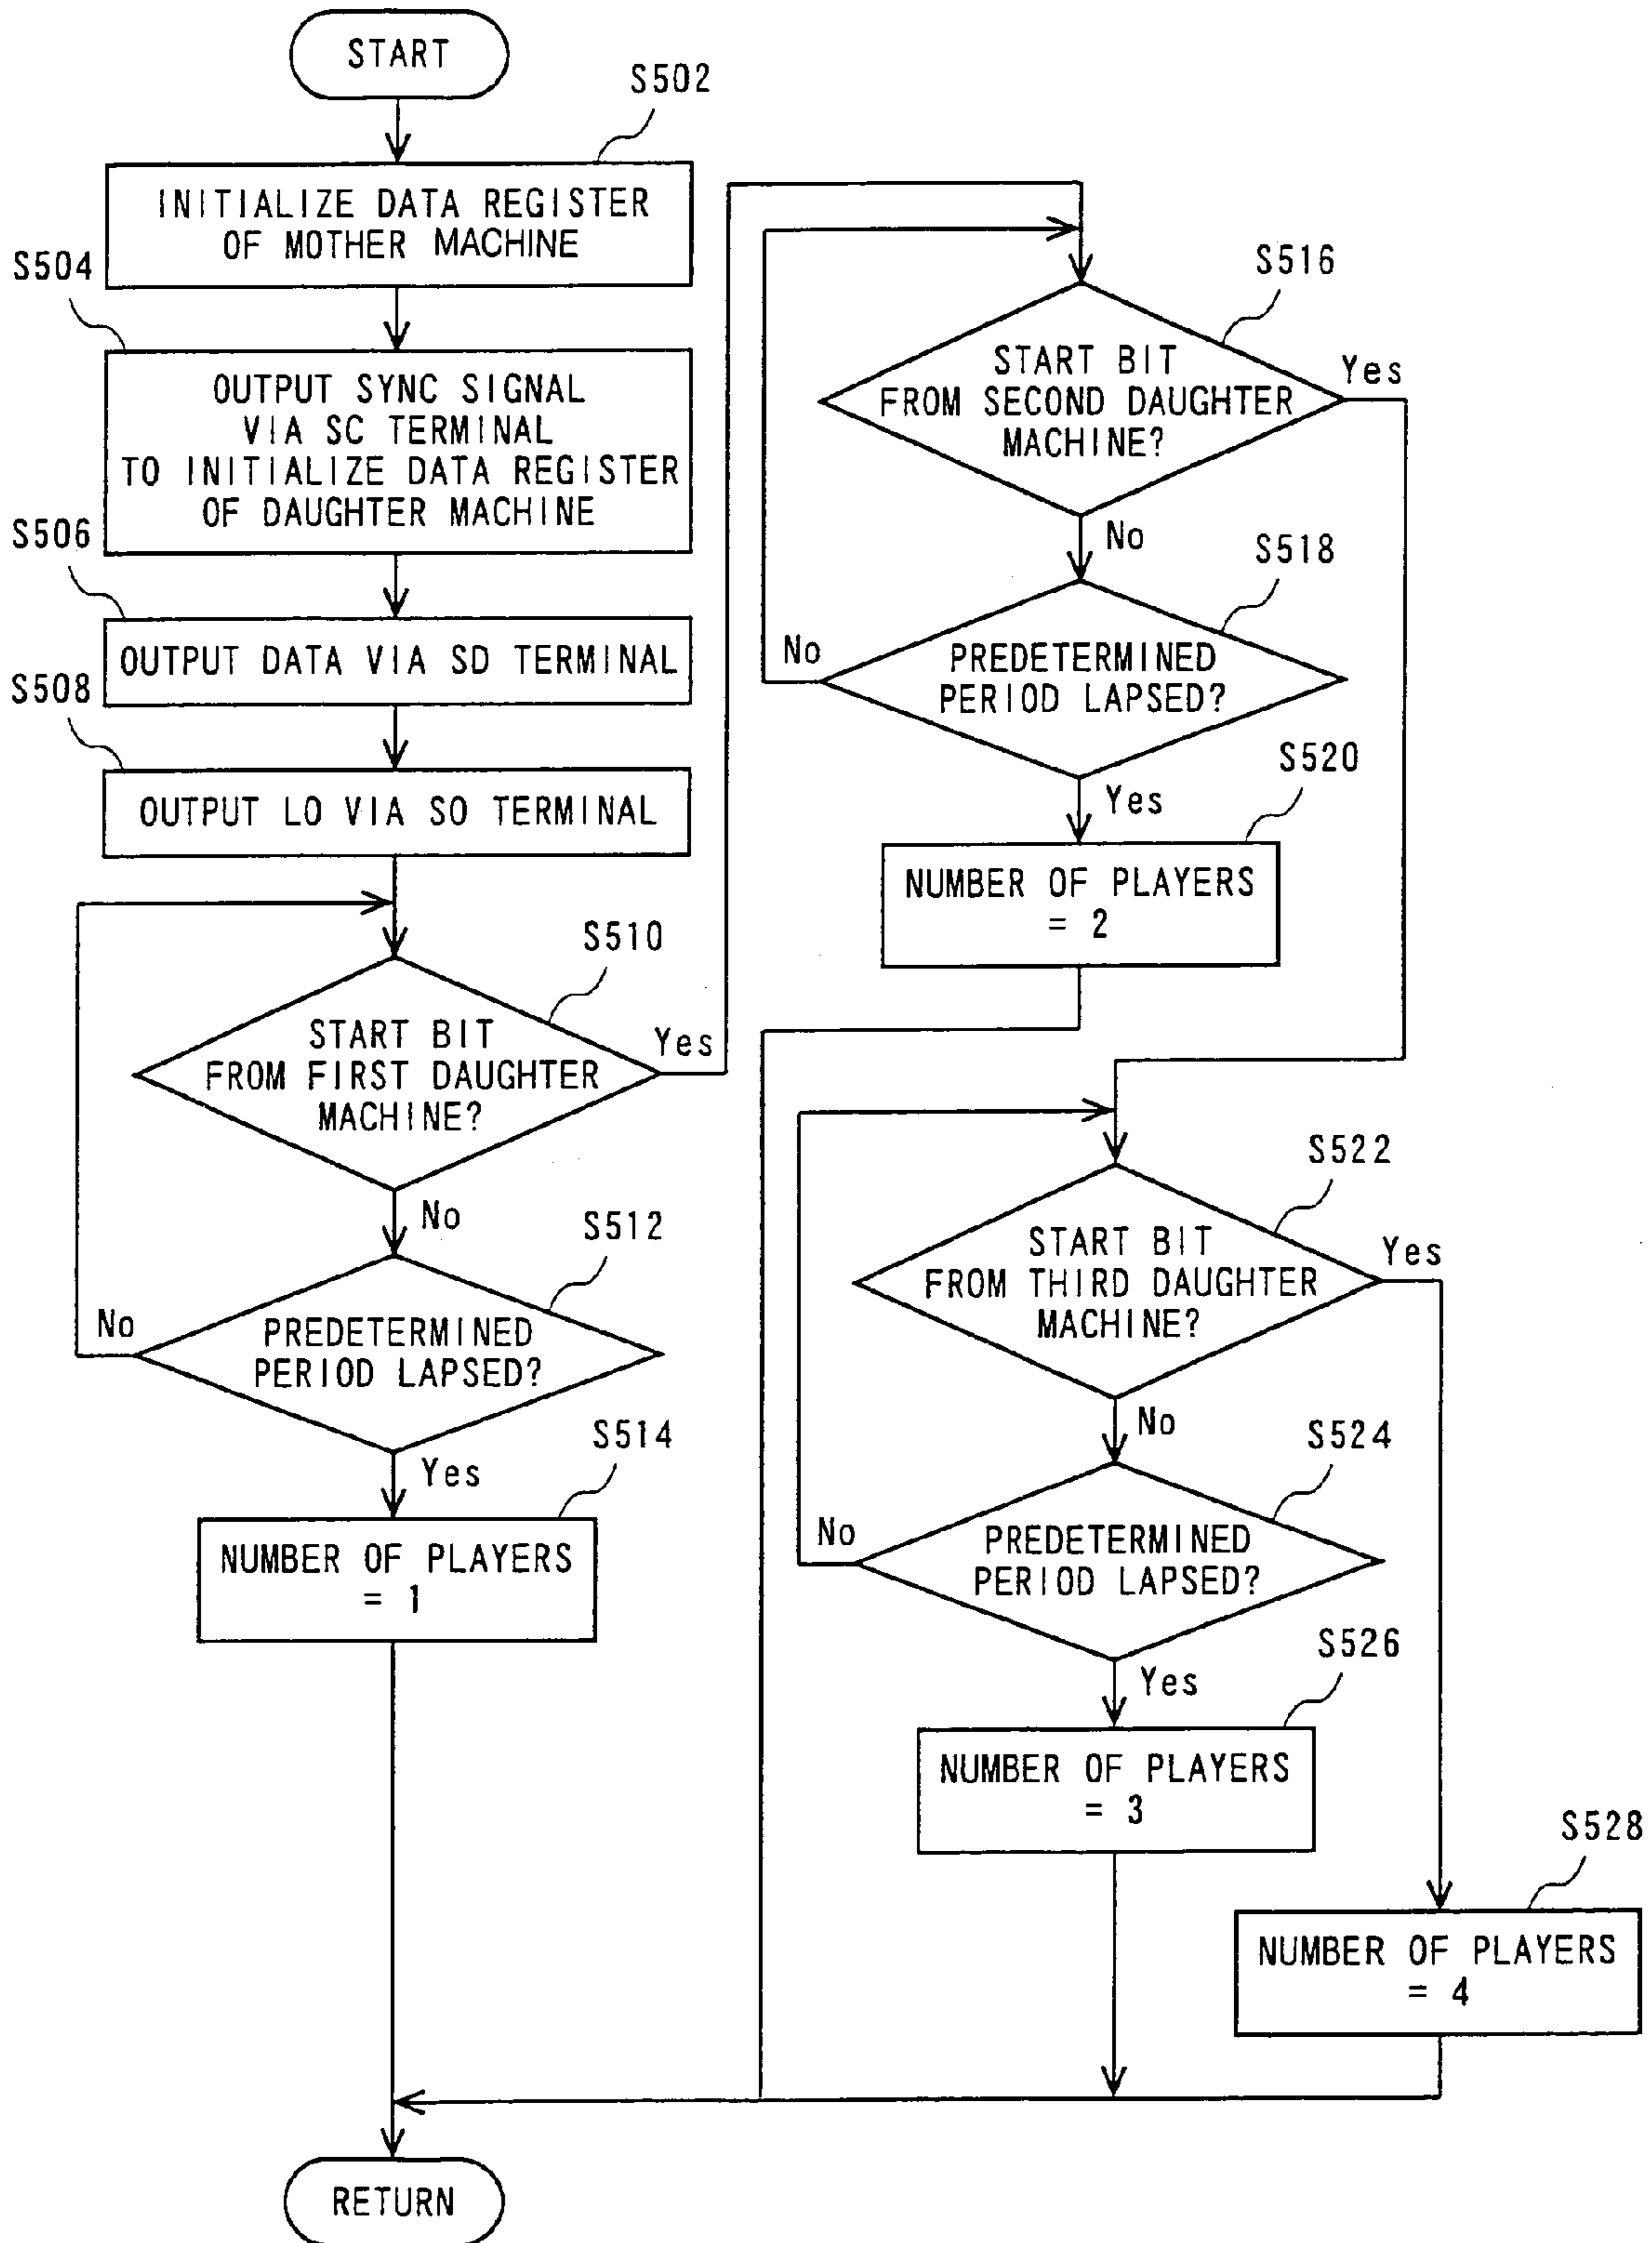 START
S502
INITIALIZE DATA REGISTER
OF MOTHER MACHINE
S504
OUTPUT SYNC SIGNAL
VIA SC TERMINAL
TO INITIALIZE DATA REGISTER
OF DAUGHTER MACHINE
S506
OUTPUT DATA VIA SD TERMINAL
S508
OUTPUT LO VIA SO TERMINAL
S510
START BIT
FROM FIRST DAUGHTER
MACHINE?
Yes
No
S512
PREDETERMINED
PERIOD LAPSED?
No
Yes
S514
NUMBER OF PLAYERS
= 1
S516
START BIT
FROM SECOND DAUGHTER
MACHINE?
Yes
No
S518
PREDETERMINED
PERIOD LAPSED?
No
Yes
S520
NUMBER OF PLAYERS
= 2
S522
START BIT
FROM THIRD DAUGHTER
MACHINE?
Yes
No
S524
PREDETERMINED
PERIOD LAPSED?
No
Yes
S526
NUMBER OF PLAYERS
= 3
S528
NUMBER OF PLAYERS
= 4
RETURN